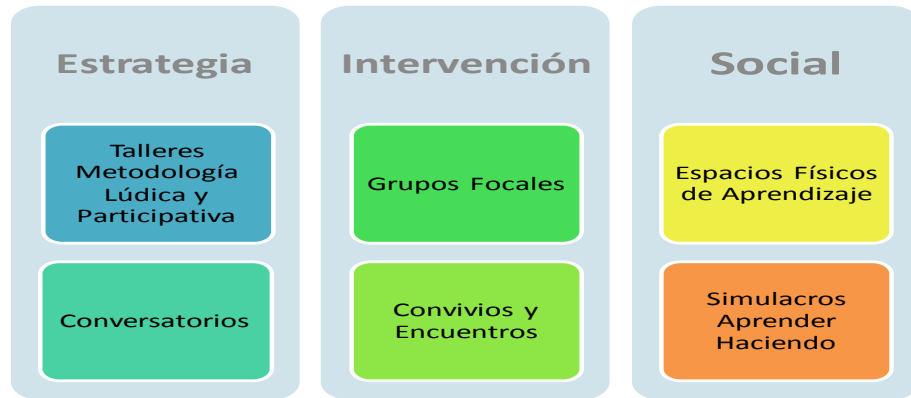 Estrategia
Talleres
Metodología
Lúdica y
Participativa
Conversatorios
Intervención
Grupos Focales
Convivios y
Encuentros
Social
Espacios Físicos
de Aprendizaje
Simulacros
Aprender
Haciendo